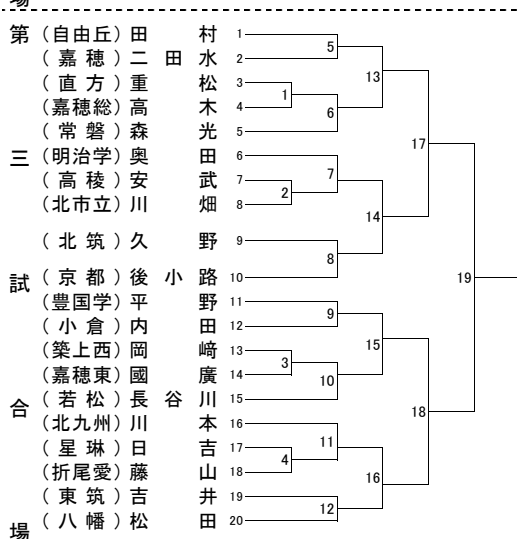 場
第 (自由丘) 田 村 1
(嘉穂) 二田水 2
(直方) 重 松 3
(嘉穂総) 高 木 4
(常磐) 森 光 5
三 (明治学) 奥 田 6
(高稜) 安 武 7
(北市立) 川 畑 8
(北筑) 久 野 9
試 (京都) 後小路 10
(豊国学) 平 野 11
(小倉) 内 田 12
(築上西) 岡 﨑 13
(嘉穂東) 國 廣 14
(若松) 長谷川 15
合 (北九州) 川 本 16
(星琳) 日 吉 17
(折尾愛) 藤 山 18
(東筑) 吉 井 19
(八幡) 松 田 20
場
1
2
3
4
5
6
7
8
9
10
11
12
13
14
15
16
17
18
19